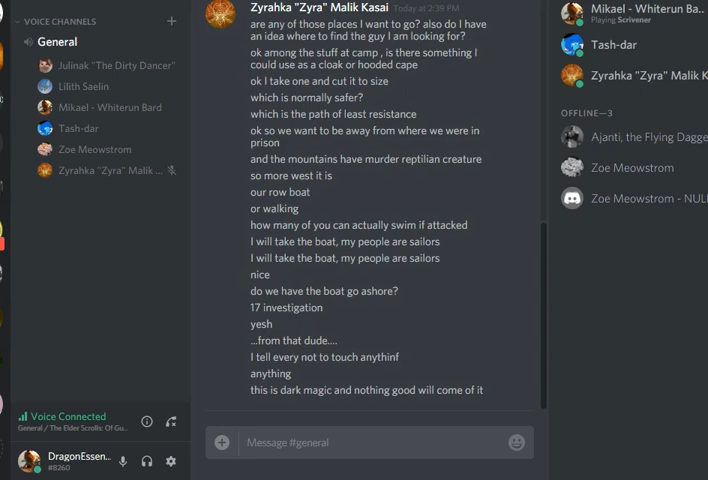 VOICE CHANNELS
General
Julinak "The Dirty Dancer"
Lilith Saelin
Mikael - Whiterun Bard
Tash-dar
Zoe Meowstrom
Zyrahka "Zyra" Malik ...
Voice Connected
General / The Elder Scrolls: Of Gu...
DragonEssen...
#8260
Zyrahka "Zyra" Malik Kasai Today at 2:39 PM
are any of those places I want to go? also do I have
an idea where to find the guy I am looking for?
ok among the stuff at camp , is there something I
could use as a cloak or hooded cape
ok I take one and cut it to size
which is normally safer?
which is the path of least resistance
ok so we want to be away from where we were in
prison
and the mountains have murder reptilian creature
so more west it is
our row boat
or walking
how many of you can actually swim if attacked
I will take the boat, my people are sailors
I will take the boat, my people are sailors
nice
do we have the boat go ashore?
17 investigation
yesh
...from that dude....
I tell every not to touch anythinf
anything
this is dark magic and nothing good will come of it
Message #general
Mikael - Whiterun Ba..
Playing Scrivener
Tash-dar
Zyrahka "Zyra" Malik K
OFFLINE—3
Ajanti, the Flying Dagge
Zoe Meowstrom
Zoe Meowstrom - NUL